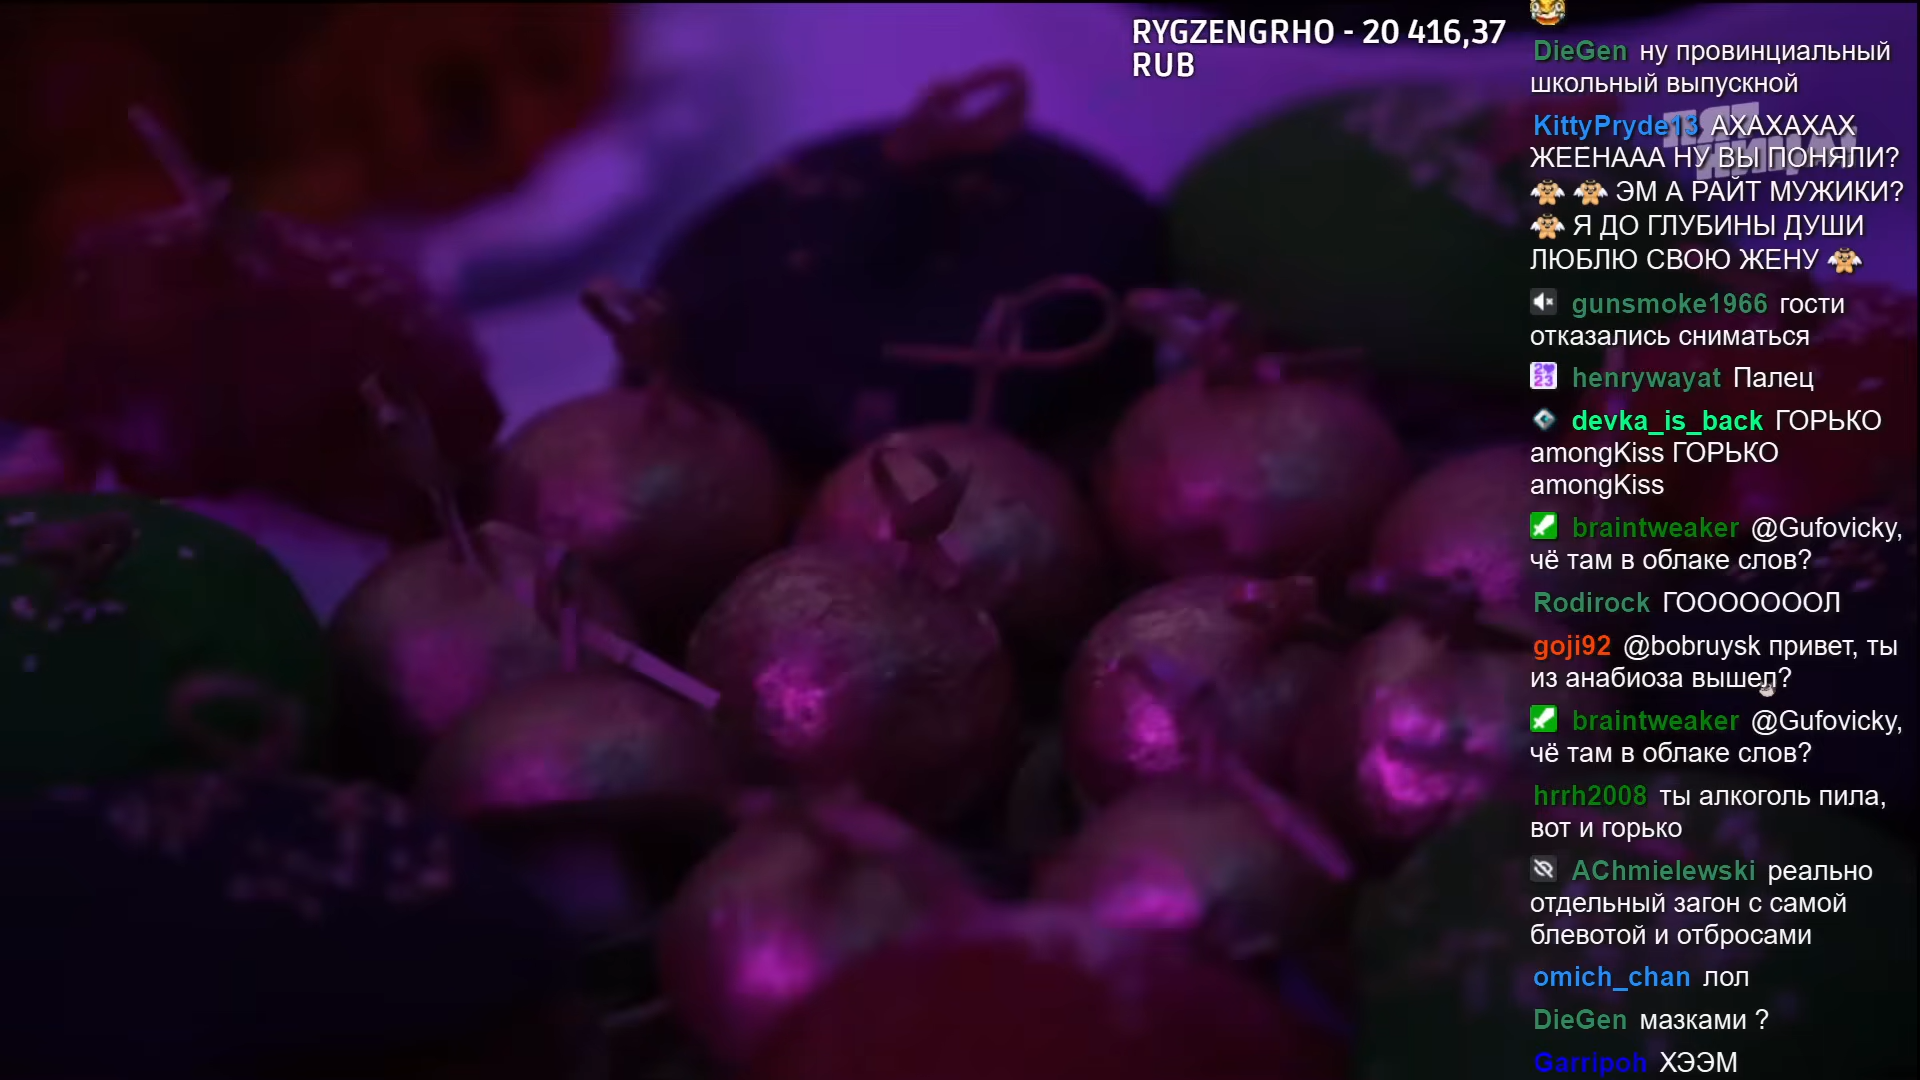 RYGZENGRHO - 20 416,37
RUB
DieGen ну провинциальный
школьный выпускной
KittyPryde13 АХАХАХАХ
ЖЕЕНААА НУ ВЫ ПОНЯЛИ?
ЭМ А РАЙТ МУЖИКИ?
Я ДО ГЛУБИНЫ ДУШИ
ЛЮБЛЮ СВОЮ ЖЕНУ
gunsmoke1966 гости
отказались сниматься
henrywayat Палец
devka_is_back ГОРЬКО
amongKiss ГОРЬКО
amongKiss
braintweaker @Gufovicky,
чё там в облаке слов?
Rodirock ГОООООООЛ
goji92 @bobruysk привет, ты
из анабиоза вышел?
braintweaker @Gufovicky,
чё там в облаке слов?
hrrh2008 ты алкоголь пила,
вот и горько
AChmielewski реально
отдельный загон с самой
блевотой и отбросами
omich_chan лол
DieGen мазками ?
Garripoh ХЭЭМ